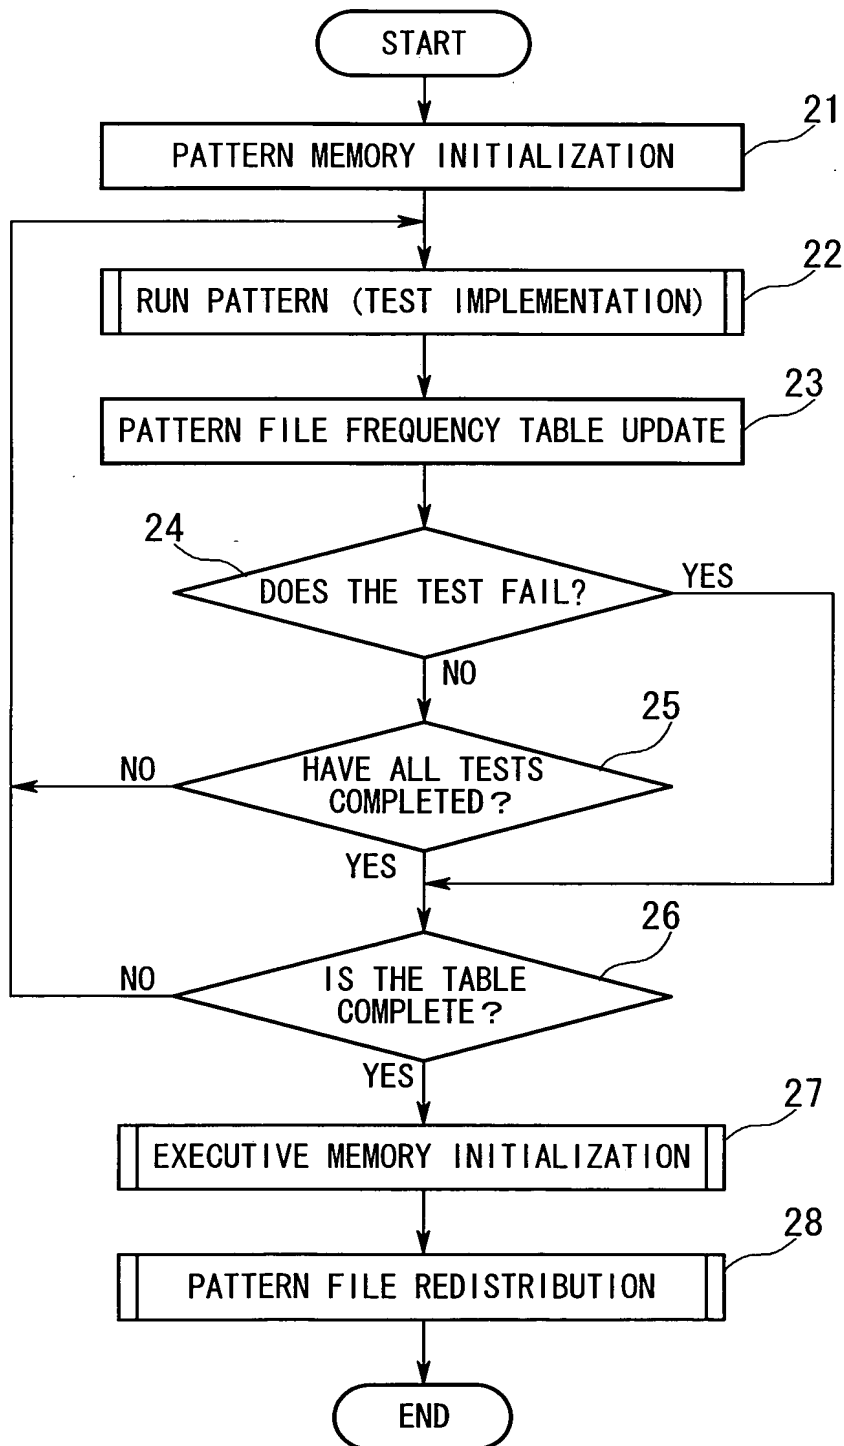 START
21
PATTERN MEMORY INITIALIZATION
22
RUN PATTERN (TEST IMPLEMENTATION)
23
PATTERN FILE FREQUENCY TABLE UPDATE
24
DOES THE TEST FAIL?
YES
NO
25
HAVE ALL TESTS
COMPLETED?
NO
YES
26
IS THE TABLE
COMPLETE?
NO
YES
27
EXECUTIVE MEMORY INITIALIZATION
28
PATTERN FILE REDISTRIBUTION
END